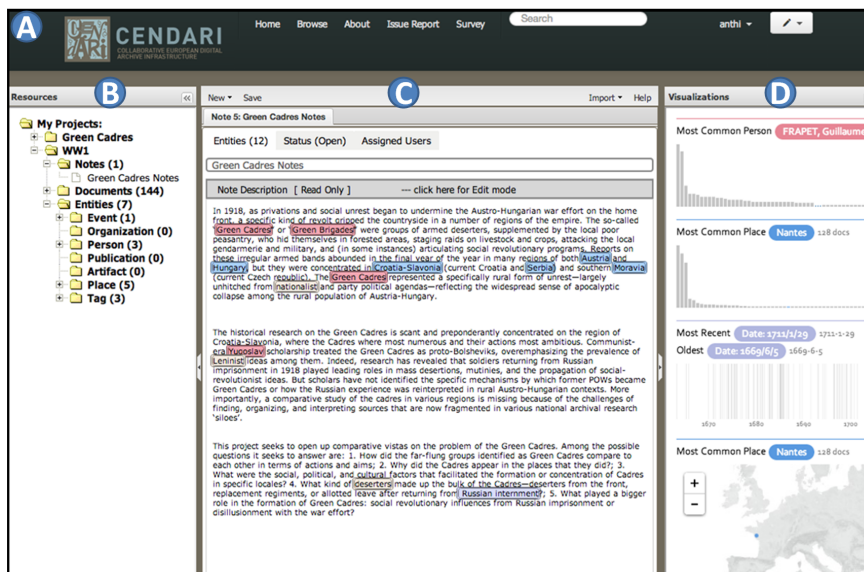 A
CENDARI
COLLABORATIVE EUROPEAN DIGITAL
ARCHIVE INFRASTRUCTURE
Home Browse About Issue Report Survey Search anthi
B
Resources
My Projects:
Green Cadres
WW1
Notes (1)
Green Cadres Notes
Documents (144)
Entities (7)
Event (1)
Organization (0)
Person (3)
Publication (0)
Artifact (0)
Place (5)
Tag (3)
C
New Save Import Help
Note 5: Green Cadres Notes
Entities (12) Status (Open) Assigned Users
Green Cadres Notes
Note Description [ Read Only ] --- click here for Edit mode
In 1918, as privations and social unrest began to undermine the Austro-Hungarian war effort on the home
front, a specific kind of revolt gripped the countryside in a number of regions of the empire. The so-called
'Green Cadres' or 'Green Brigades' were groups of armed deserters, supplemented by the local poor
peasantry, who hid themselves in forested areas, staging raids on livestock and crops, attacking the local
gendarmerie and military, and (in some instances) articulating social revolutionary programs. Reports on
these irregular armed bands abounded in the final year of the year in many regions of both Austria and
Hungary, but they were concentrated in Croatia-Slavonia (current Croatia and Serbia) and southern Moravia
(current Czech republic). The Green Cadres represented a specifically rural form of unrest—largely
unhitched from nationalist and party political agendas—reflecting the widespread sense of apocalyptic
collapse among the rural population of Austria-Hungary.
The historical research on the Green Cadres is scant and preponderantly concentrated on the region of
Croatia-Slavonia, where the Cadres where most numerous and their actions most ambitious. Communist-
era Yugoslav scholarship treated the Green Cadres as proto-Bolsheviks, overemphasizing the prevalence of
Leninist ideas among them. Indeed, research has revealed that soldiers returning from Russian
imprisonment in 1918 played leading roles in mass desertions, mutinies, and the propagation of social-
revolutionist ideas. But scholars have not identified the specific mechanisms by which former POWs became
Green Cadres or how the Russian experience was reinterpreted in rural Austro-Hungarian contexts. More
importantly, a comparative study of the cadres in various regions is missing because of the challenges of
finding, organizing, and interpreting sources that are now fragmented in various national archival research
'siloes'.
This project seeks to open up comparative vistas on the problem of the Green Cadres. Among the possible
questions it seeks to answer are: 1. How did the far-flung groups identified as Green Cadres compare to
each other in terms of actions and aims; 2. Why did the Cadres appear in the places that they did?; 3.
What were the social, political, and cultural factors that facilitated the formation or concentration of Cadres
in specific locales? 4. What kind of deserters made up the bulk of the Cadres—deserters from the front,
replacement regiments, or allotted leave after returning from Russian internment?; 5. What played a bigger
role in the formation of Green Cadres: social revolutionary influences from Russian imprisonment or
disillusionment with the war effort?
D
Visualizations
Most Common Person FRAPET, Guillaume
Most Common Place Nantes 128 docs
Most Recent Date: 1711/1/29 1711-1-29
Oldest Date: 1669/6/5 1669-6-5
1670 1680 1690 1700
Most Common Place Nantes 128 docs
+
−